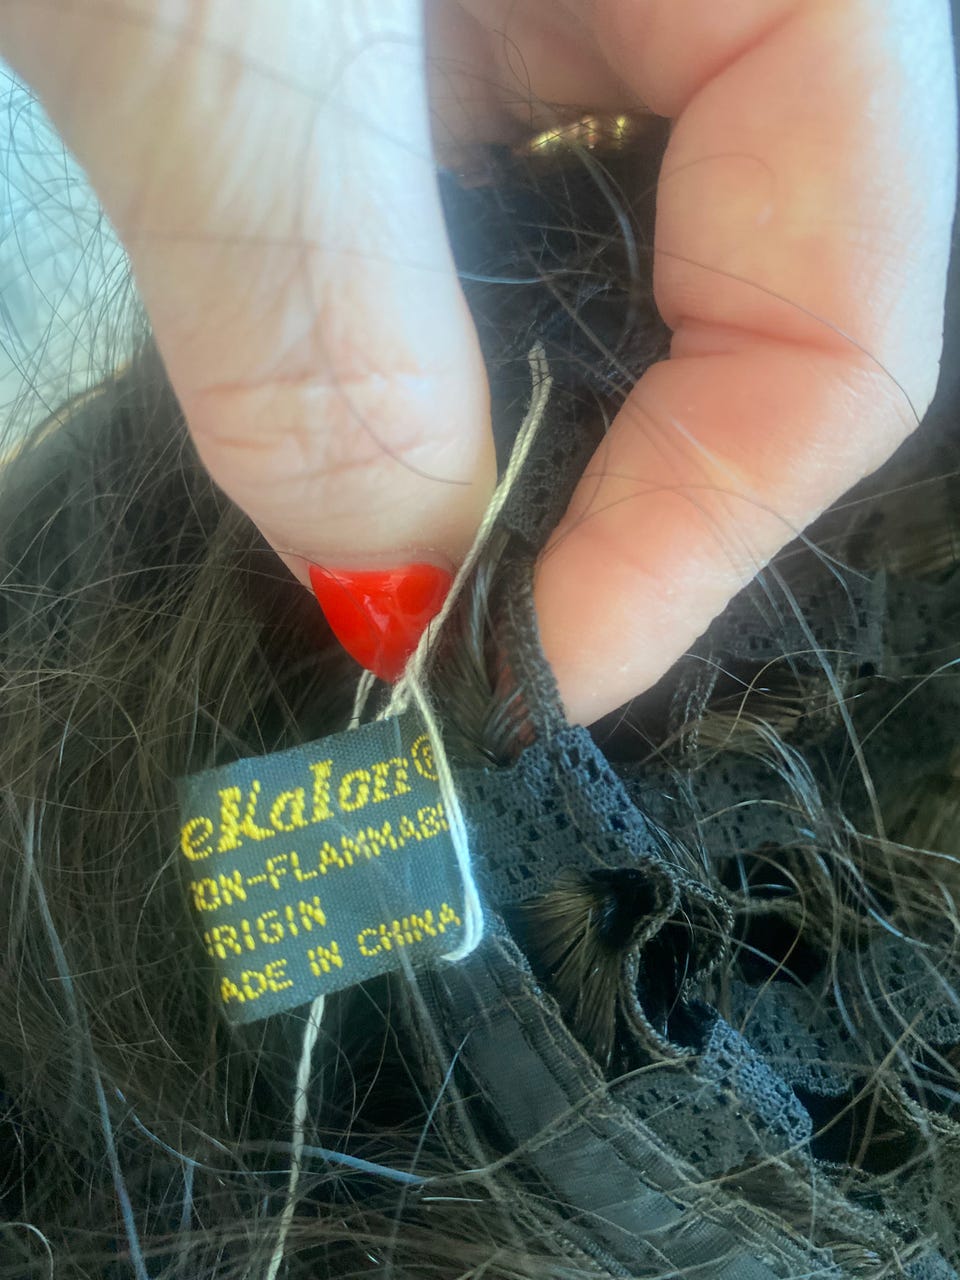 eKalon®
ON-FLAMMAB
RIGIN
ADE IN CHINA